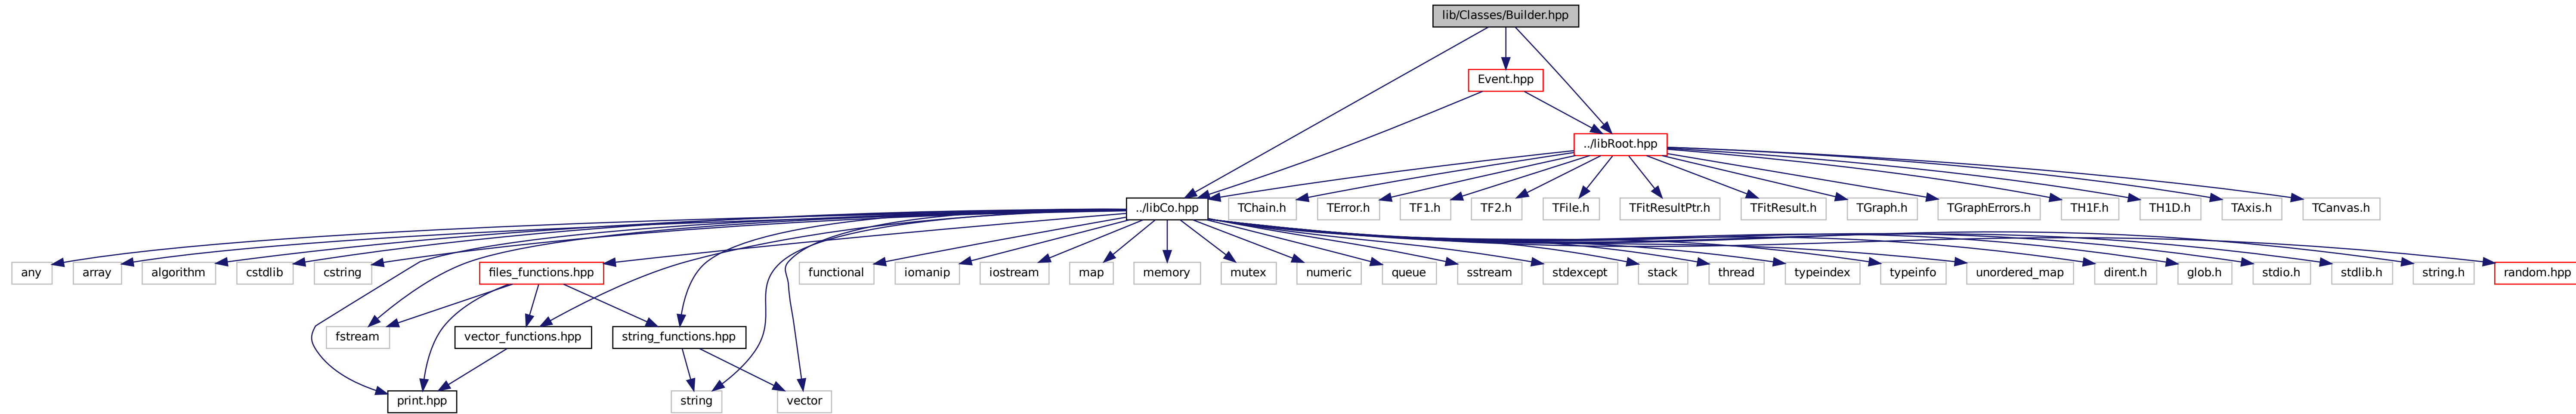 lib/Classes/Builder.hpp
Event.hpp
../libRoot.hpp
../libCo.hpp
TChain.h
TError.h
TF1.h
TF2.h
TFile.h
TFitResultPtr.h
TFitResult.h
TGraph.h
TGraphErrors.h
TH1F.h
TH1D.h
TAxis.h
TCanvas.h
any
array
algorithm
cstdlib
cstring
files_functions.hpp
functional
iomanip
iostream
map
memory
mutex
numeric
queue
sstream
stdexcept
stack
thread
typeindex
typeinfo
unordered_map
dirent.h
glob.h
stdio.h
stdlib.h
string.h
random.hpp
fstream
vector_functions.hpp
string_functions.hpp
print.hpp
string
vector